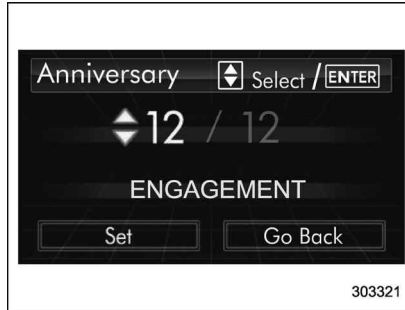 Anniversary Select / ENTER
12 / 12
ENGAGEMENT
Set Go Back
303321